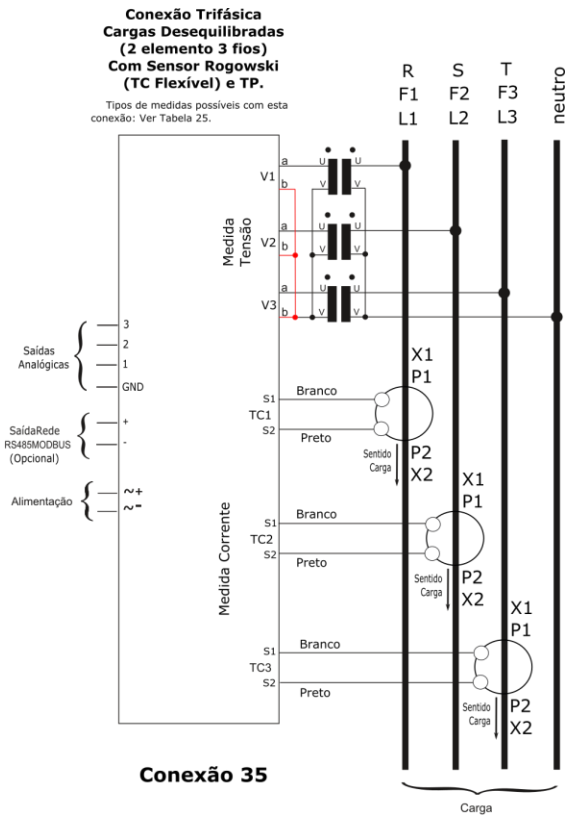 Conexão Trifásica
Cargas Desequilibradas
(2 elemento 3 fios)
Com Sensor Rogowski
(TC Flexível) e TP.
Tipos de medidas possíveis com esta
conexão: Ver Tabela 25.
R S T
F1 F2 F3
L1 L2 L3
neutro
V1
a
b
U U
V V
V2
a
b
U U
V V
V3
a
b
U U
V V
Medida
Tensão
Saídas
Analógicas
3
2
1
GND
SaídaRede
RS485MODBUS
(Opcional)
+
-
Alimentação
~+
~-
Medida Corrente
S1
TC1
S2
Branco
Preto
X1
P1
P2
X2
Sentido
Carga
S1
TC2
S2
Branco
Preto
X1
P1
P2
X2
Sentido
Carga
S1
TC3
S2
Branco
Preto
X1
P1
P2
X2
Sentido
Carga
Conexão 35
Carga